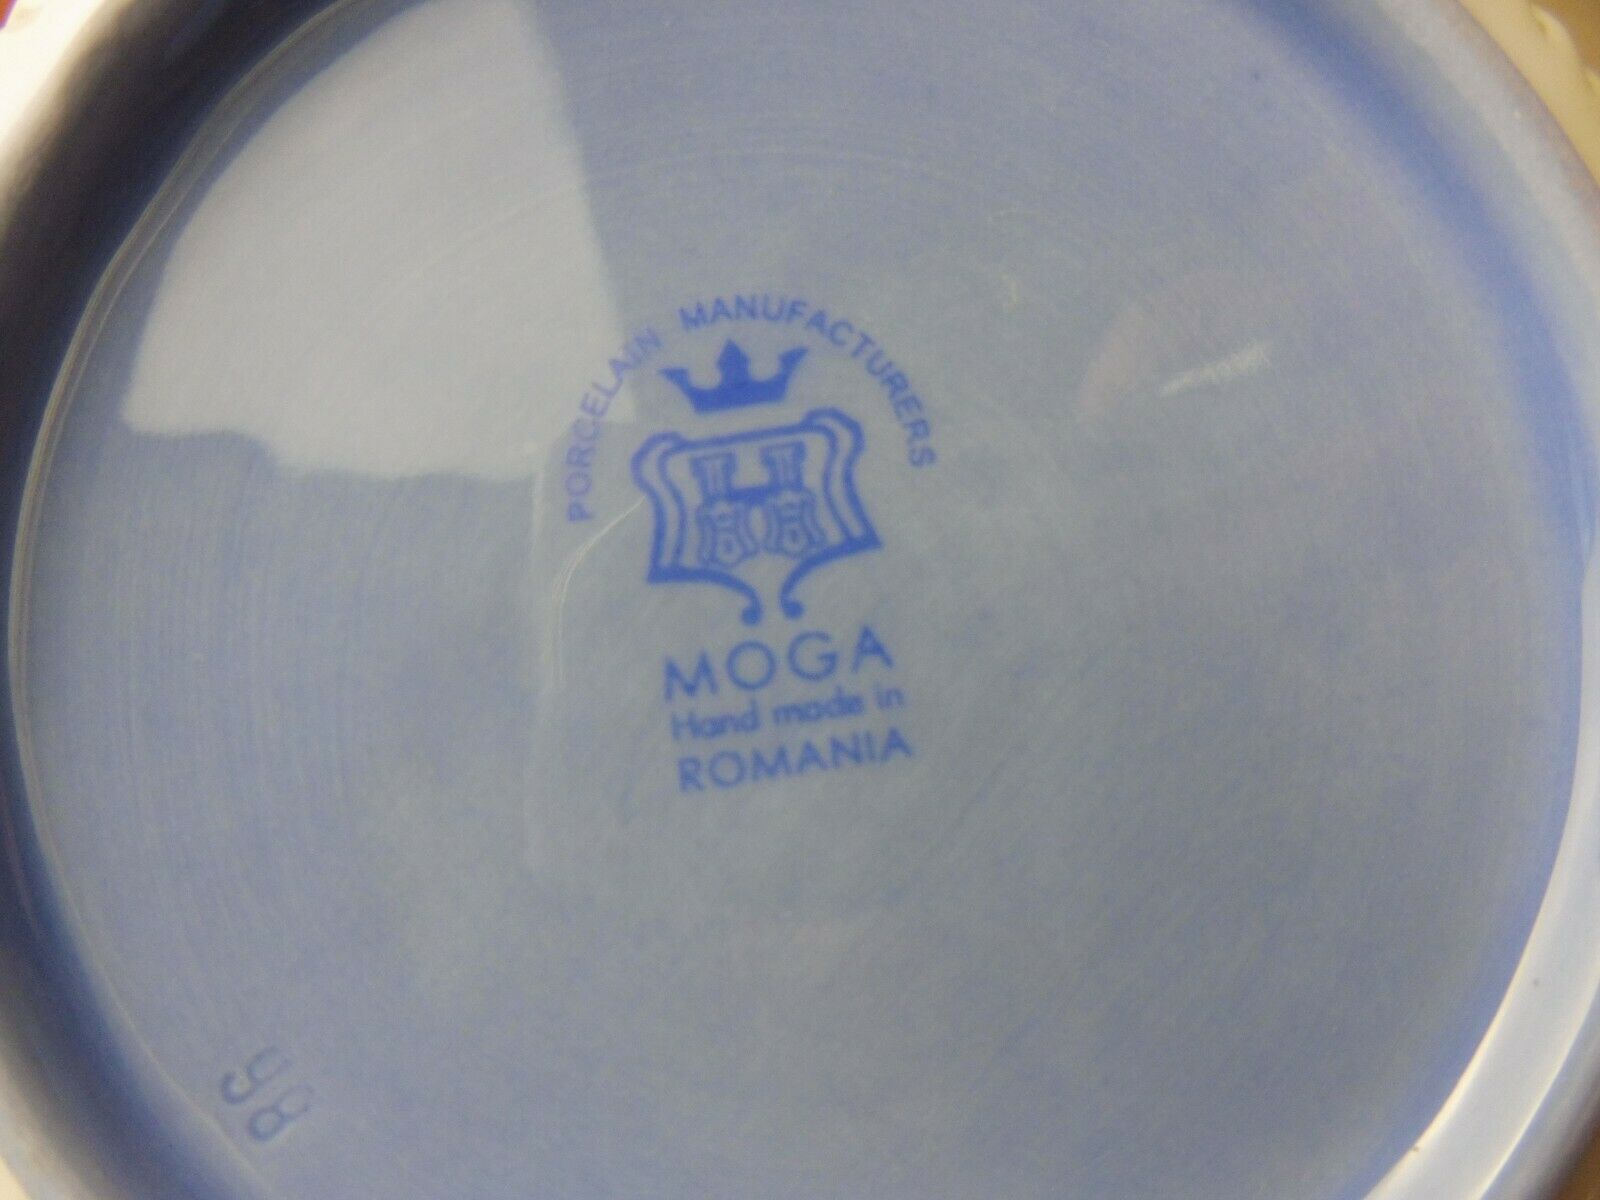 PORCELAIN MANUFACTURERS
MOGA
Hand made in
ROMANIA
98